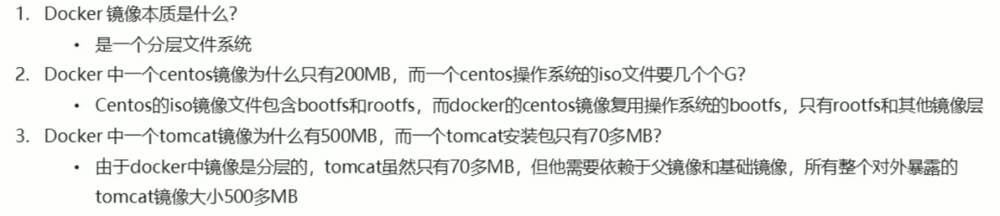 1. Docker 镜像本质是什么?
• 是一个分层文件系统
2. Docker 中一个centos镜像为什么只有200MB，而一个centos操作系统的iso文件要几个个G?
• Centos的iso镜像文件包含bootfs和rootfs，而docker的centos镜像复用操作系统的bootfs，只有rootfs和其他镜像层
3. Docker 中一个tomcat镜像为什么有500MB，而一个tomcat安装包只有70多MB?
• 由于docker中镜像是分层的，tomcat虽然只有70多MB，但他需要依赖于父镜像和基础镜像，所有整个对外暴露的
tomcat镜像大小500多MB